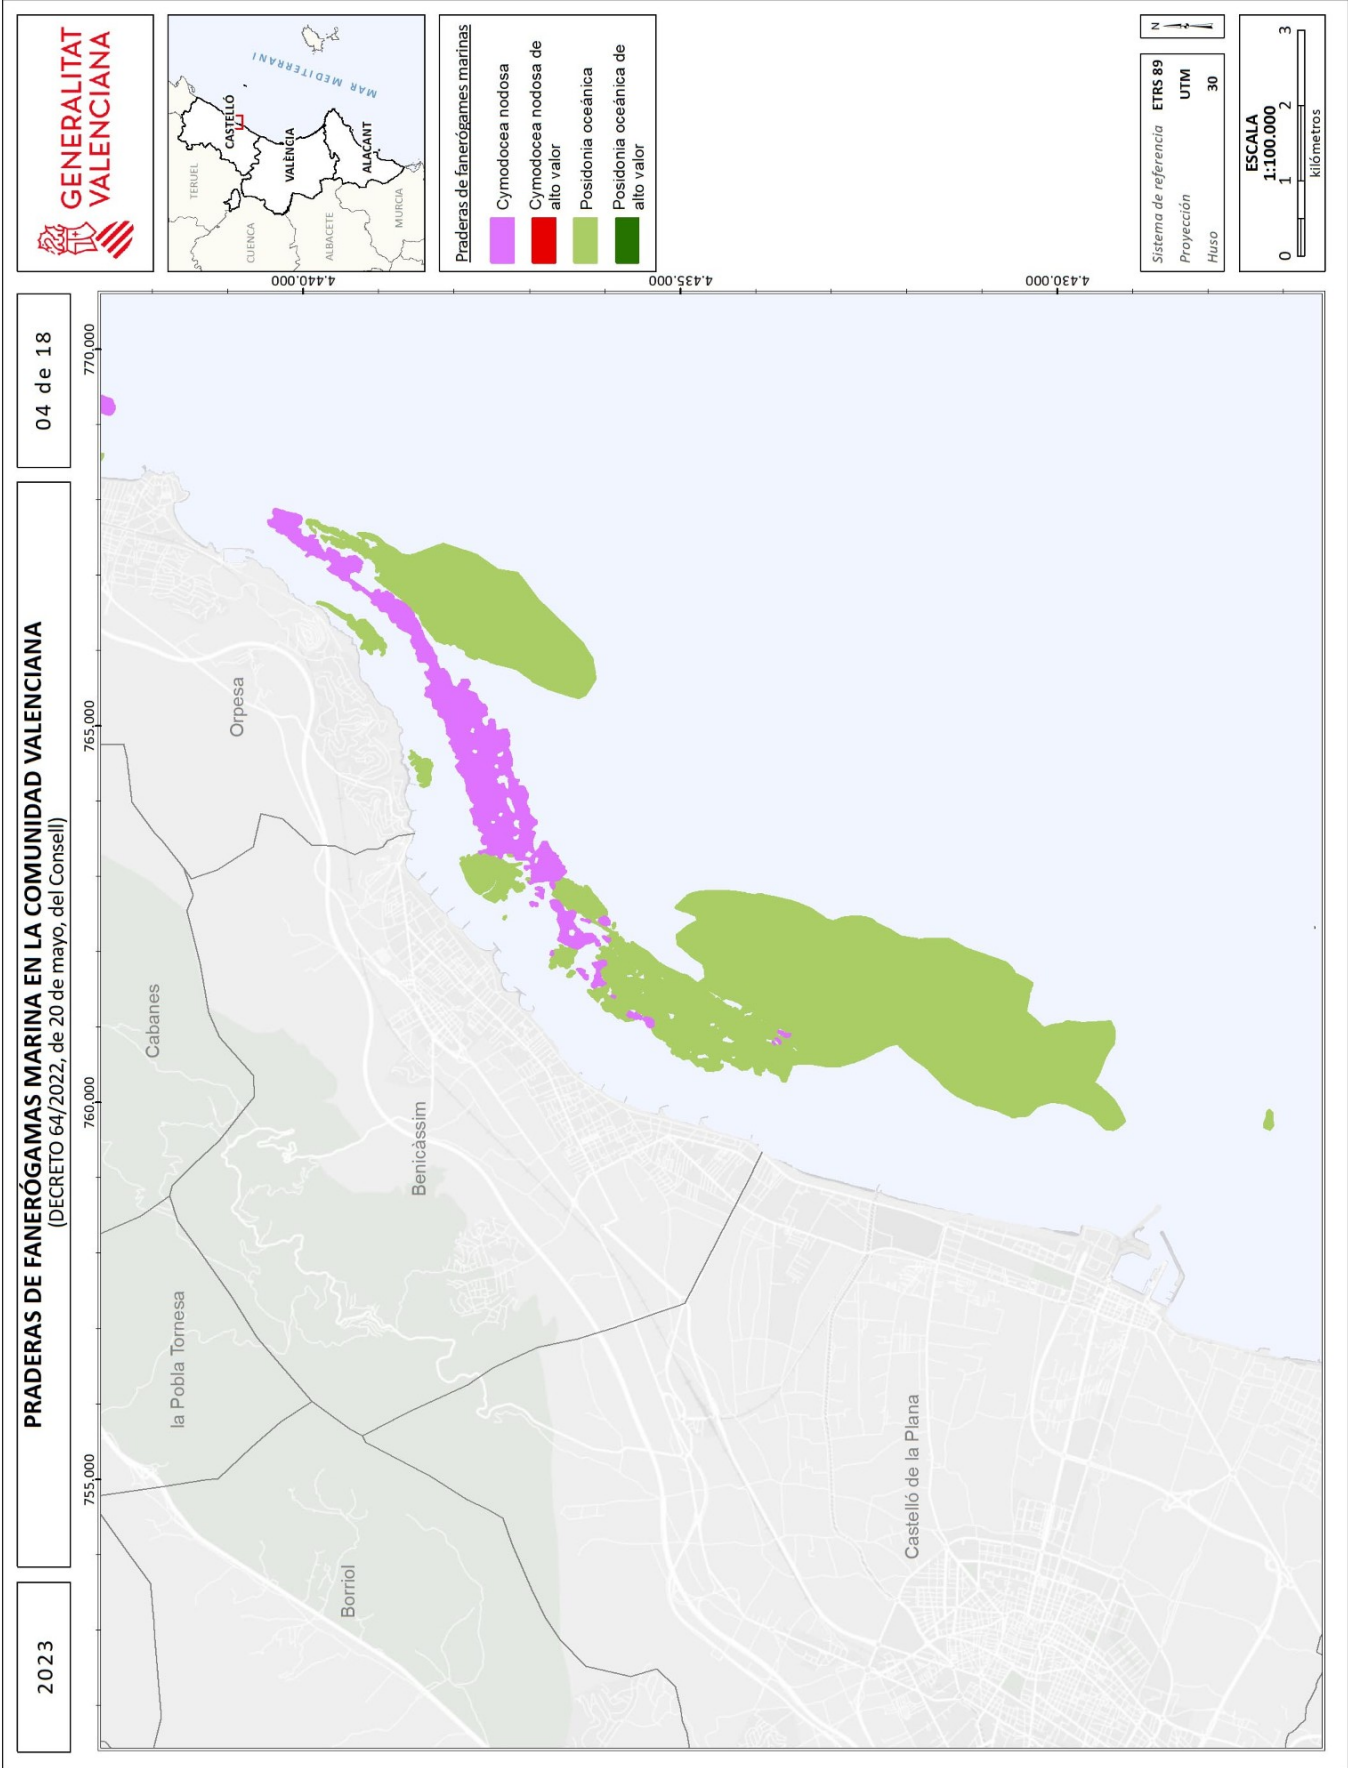 2023
PRADERAS DE FANERÓGAMAS MARINA EN LA COMUNIDAD VALENCIANA
(DECRETO 64/2022, de 20 de mayo, del Consell)
04 de 18
GENERALITAT
VALENCIANA
755.000
760.000
765.000
770.000
4.440.000
4.435.000
4.430.000
la Pobla Tornesa
Cabanes
Orpesa
Borriol
Benicàssim
Castelló de la Plana
TERUEL
CASTELLÓ
CUENCA
VALÈNCIA
ALBACETE
ALACANT
MURCIA
MAR MEDITERRANI
Praderas de fanerógames marinas
Cymodocea nodosa
Cymodocea nodosa de
alto valor
Posidonia oceánica
Posidonia oceánica de
alto valor
N
Sistema de referencia ETRS 89
Proyección UTM
Huso 30
ESCALA
1:100.000
0 1 2 3
kilómetros